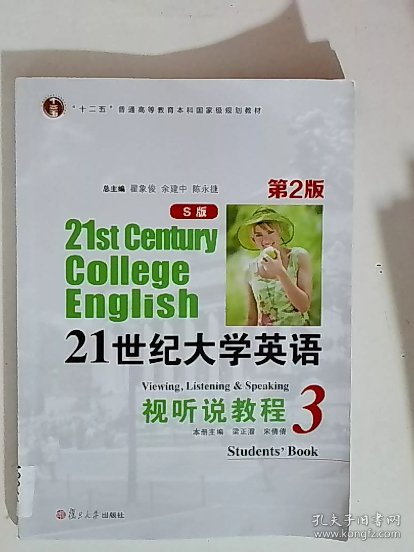 "十二五"普通高等教育本科国家级规划教材
总主编 翟象俊 余建中 陈永捷
第2版
S版
21st Century
College
English
21世纪大学英语
Viewing, Listening & Speaking
视听说教程 3
本册主编 梁正溜 宋倩倩
Students' Book
复旦大学出版社
孔夫子旧书网